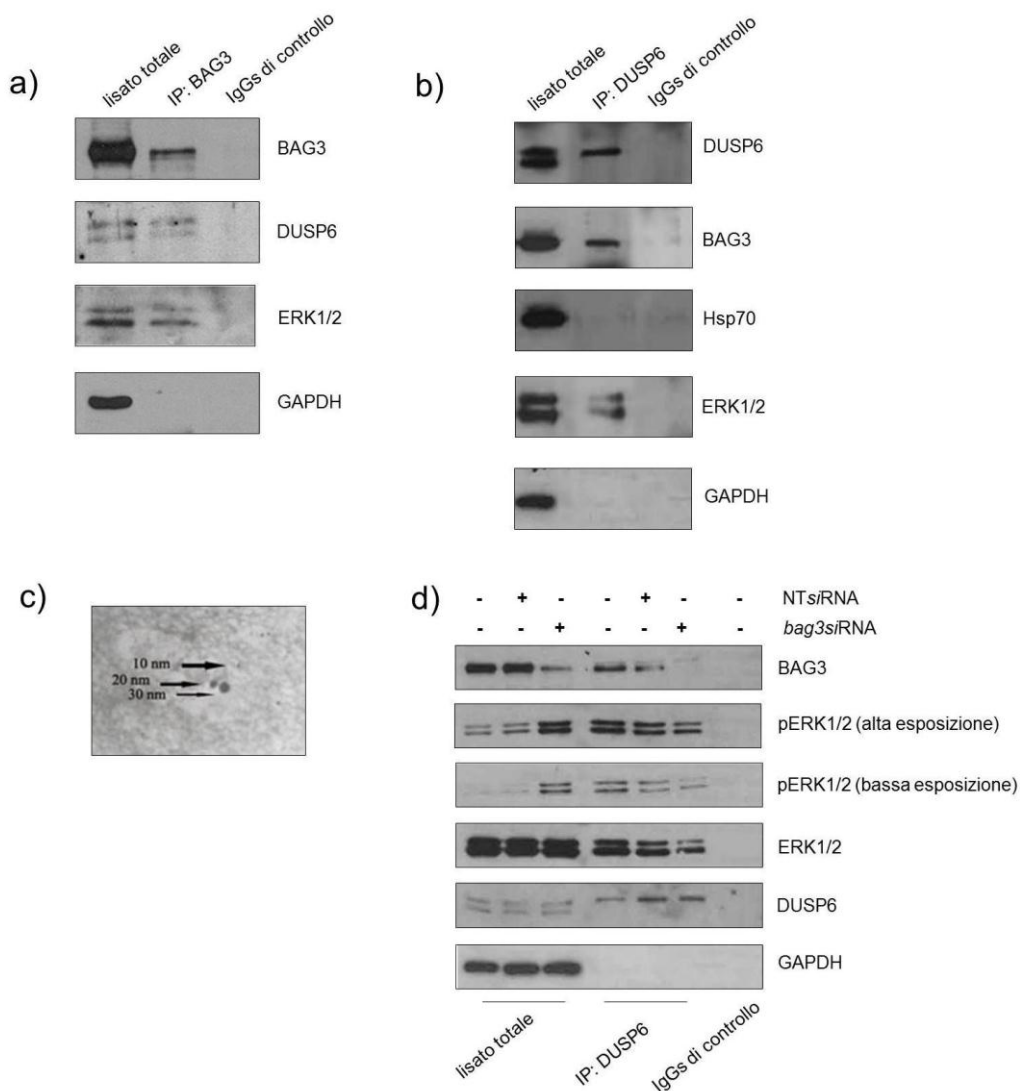 a)
lisato totale
IP: BAG3
IgGs di controllo
BAG3
DUSP6
ERK1/2
GAPDH
b)
lisato totale
IP: DUSP6
IgGs di controllo
DUSP6
BAG3
Hsp70
ERK1/2
GAPDH
c)
10 nm
20 nm
30 nm
d)
- + - - + - - NTsiRNA
- - + - - + - bag3siRNA
BAG3
pERK1/2 (alta esposizione)
pERK1/2 (bassa esposizione)
ERK1/2
DUSP6
GAPDH
lisato totale
IP: DUSP6
IgGs di controllo